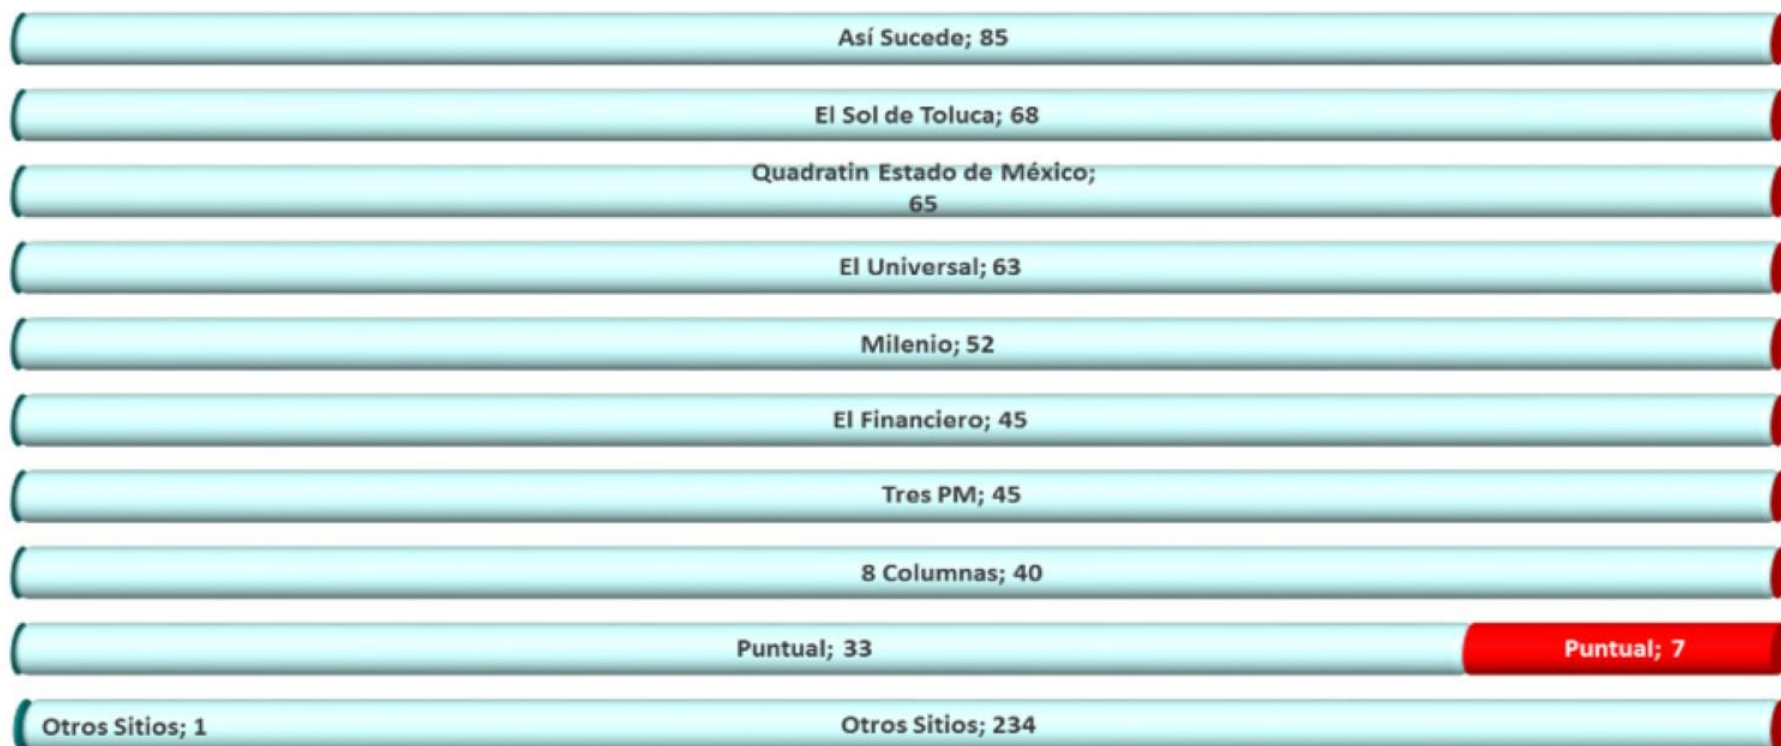 Así Sucede; 85
El Sol de Toluca; 68
Quadratin Estado de México;
65
El Universal; 63
Milenio; 52
El Financiero; 45
Tres PM; 45
8 Columnas; 40
Puntual; 33 Puntual; 7
Otros Sitios; 1 Otros Sitios; 234